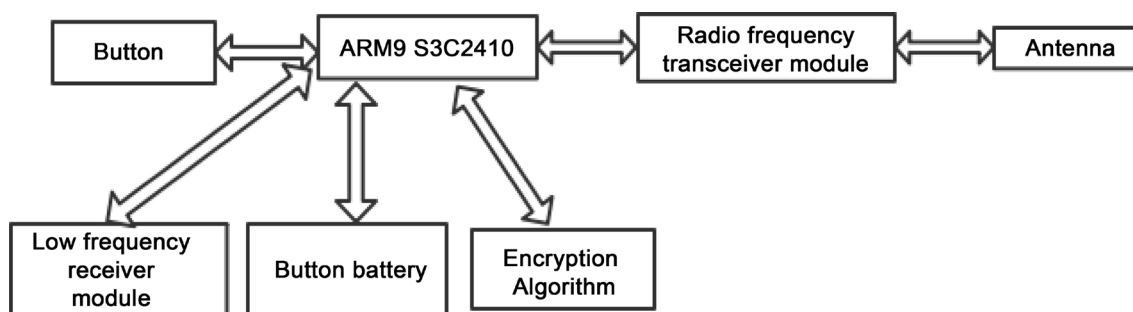 Button
ARM9 S3C2410
Radio frequency
transceiver module
Antenna
Low frequency
receiver
module
Button battery
Encryption
Algorithm